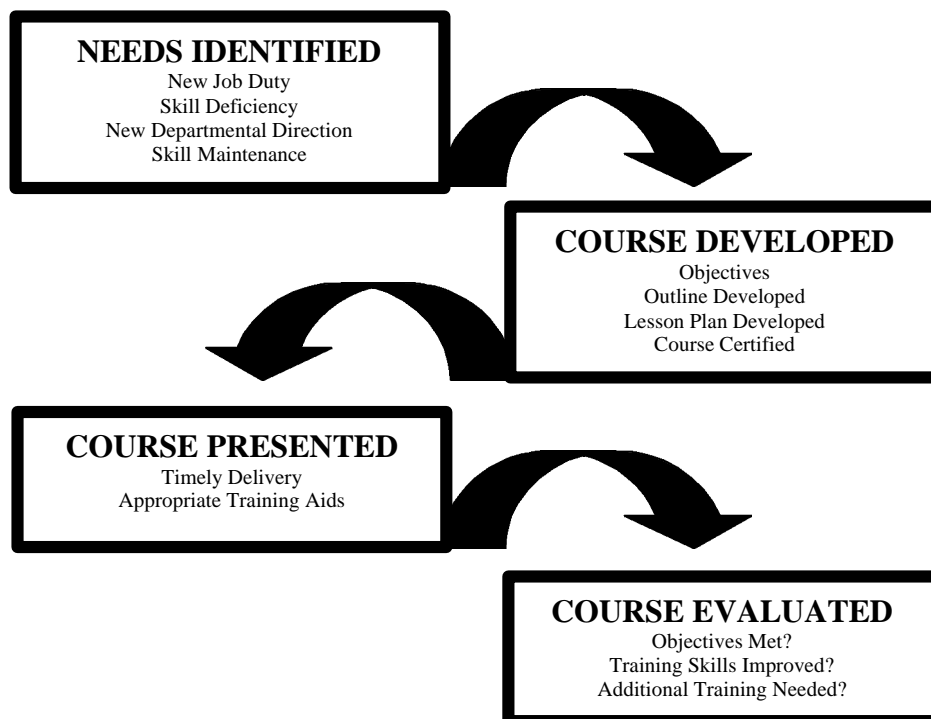 NEEDS IDENTIFIED
New Job Duty
Skill Deficiency
New Departmental Direction
Skill Maintenance
COURSE DEVELOPED
Objectives
Outline Developed
Lesson Plan Developed
Course Certified
COURSE PRESENTED
Timely Delivery
Appropriate Training Aids
COURSE EVALUATED
Objectives Met?
Training Skills Improved?
Additional Training Needed?